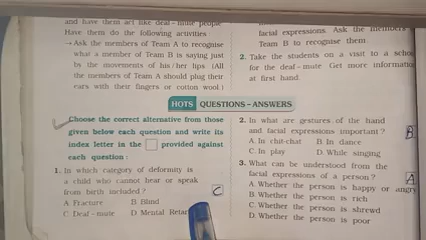 and have them act like deaf-mute people
Have them do the following activities
→ Ask the members of Team A to recognise
what a member of Team B is saying just
by the movements of his/her lips (All
the members of Team A should plug their
ears with their fingers or cotton wool)
facial expressions. Ask the members
Team B to recognise them
2. Take the students on a visit to a
for the deaf-mute Get more
at first hand.
HOTS QUESTIONS - ANSWERS
Choose the correct alternative from those
given below each question and write its
index letter in the provided against
each question :
1. In which category of deformity is
a child who cannot hear or speak
from birth included ?
C
A. Fracture B. Blind
C. Deaf-mute D. Mental
2. In what are gestures of the hand
and facial expressions important ?
B
A. In chit-chat B. In dance
C. In play D. While singing
3. What can be understood from the
facial expressions of a person ?
A
A. Whether the person is happy or angry
B. Whether the person is rich
C. Whether the person is shrewd
D. Whether the person is poor